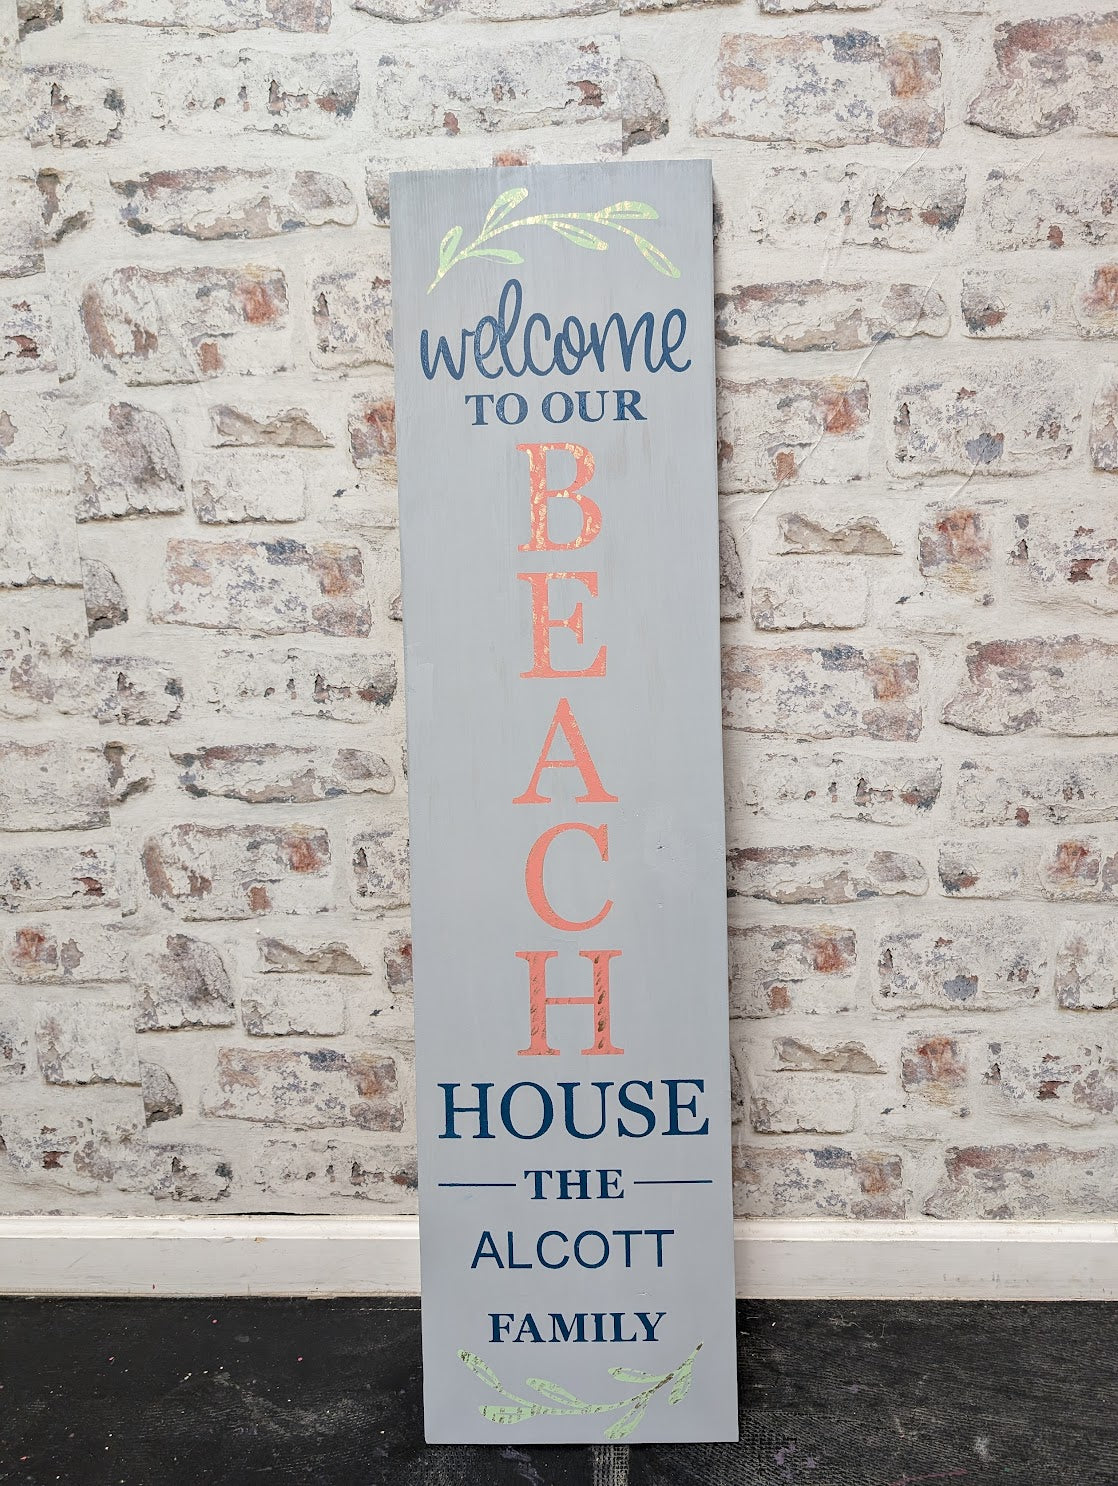 welcome
TO OUR
B
E
A
C
H
HOUSE
THE
ALCOTT
FAMILY